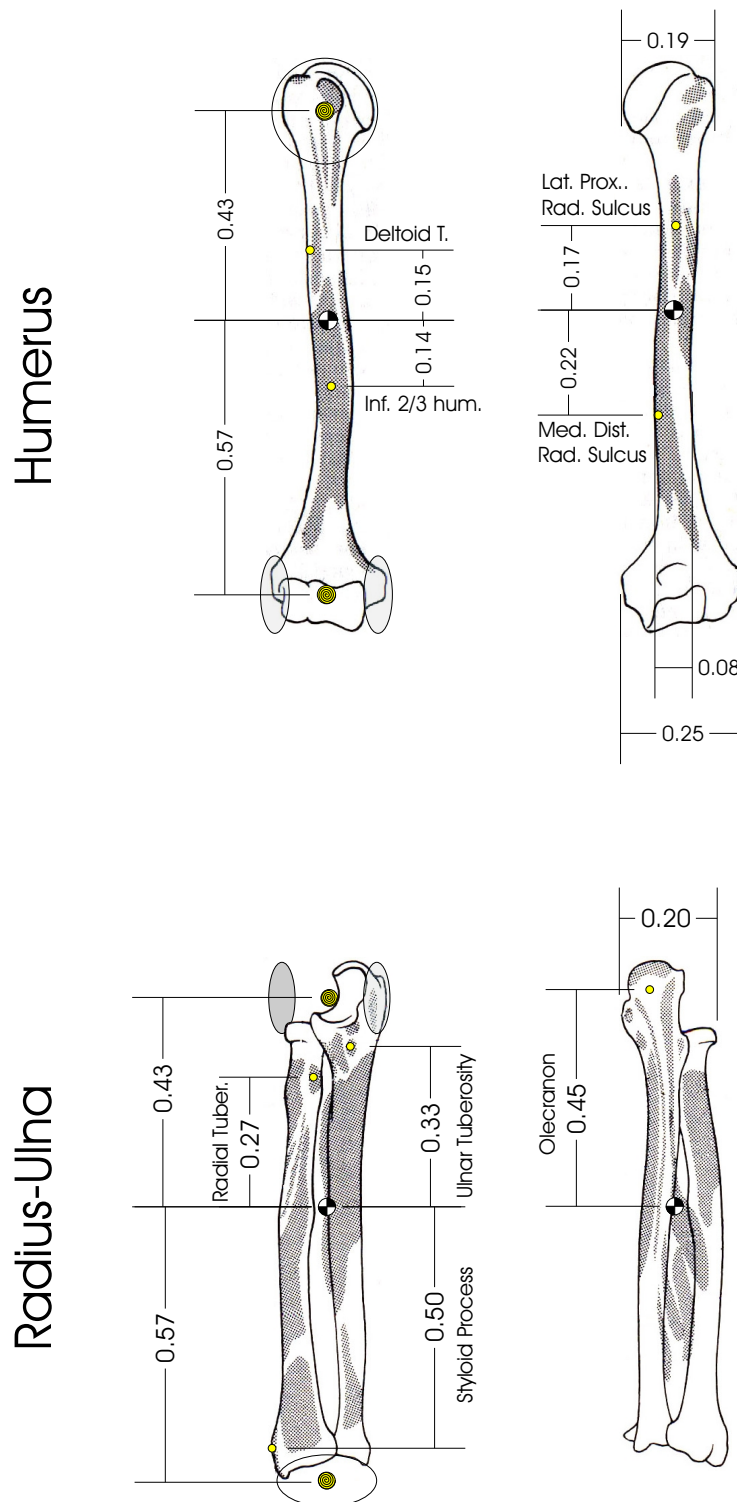 Humerus
0.19
0.43
Deltoid T.
0.15
0.14
Inf. 2/3 hum.
0.57
Lat. Prox..
Rad. Sulcus
0.17
0.22
Med. Dist.
Rad. Sulcus
0.08
0.25
Radius-Ulna
0.20
0.43
Radial Tuber.
0.27
0.33
Ulnar Tuberosity
Olecranon
0.45
0.57
0.50
Styloid Process